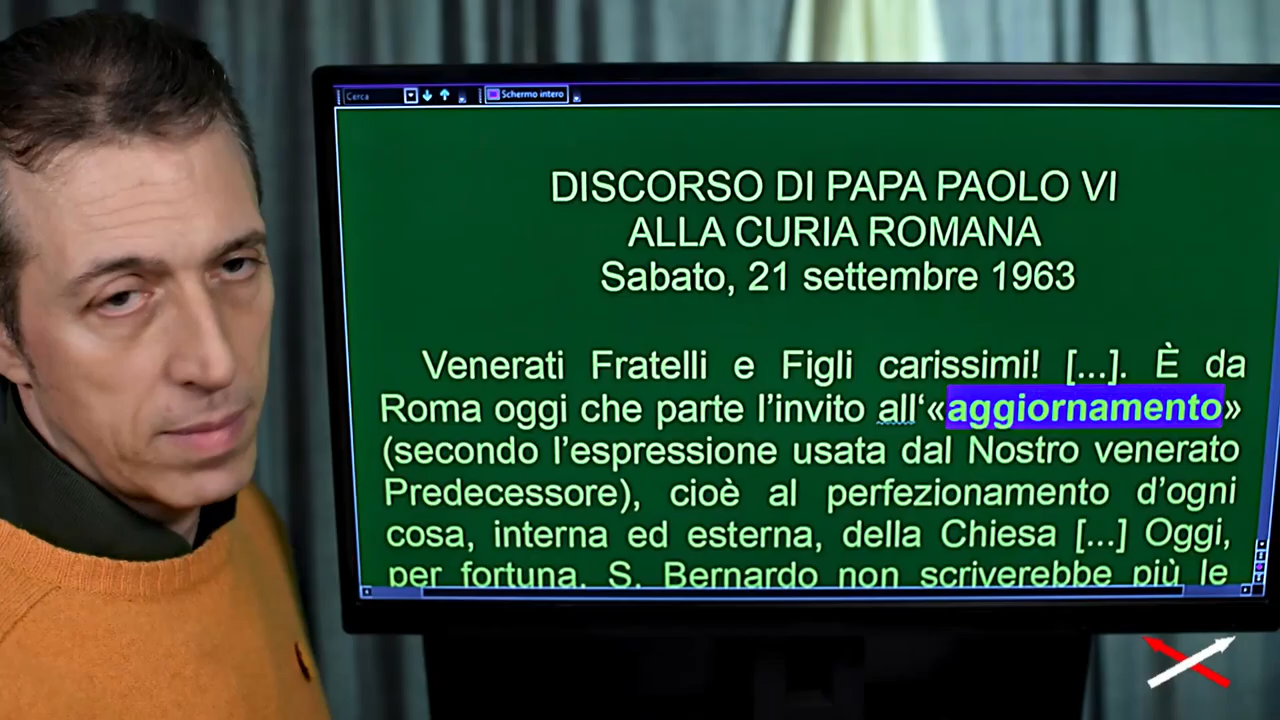 Cerca
Schermo intero
DISCORSO DI PAPA PAOLO VI
ALLA CURIA ROMANA
Sabato, 21 settembre 1963
Venerati Fratelli e Figli carissimi! [...]. È da
Roma oggi che parte l’invito all‘«aggiornamento»
(secondo l’espressione usata dal Nostro venerato
Predecessore), cioè al perfezionamento d’ogni
cosa, interna ed esterna, della Chiesa [...] Oggi,
per fortuna, S. Bernardo non scriverebbe più le